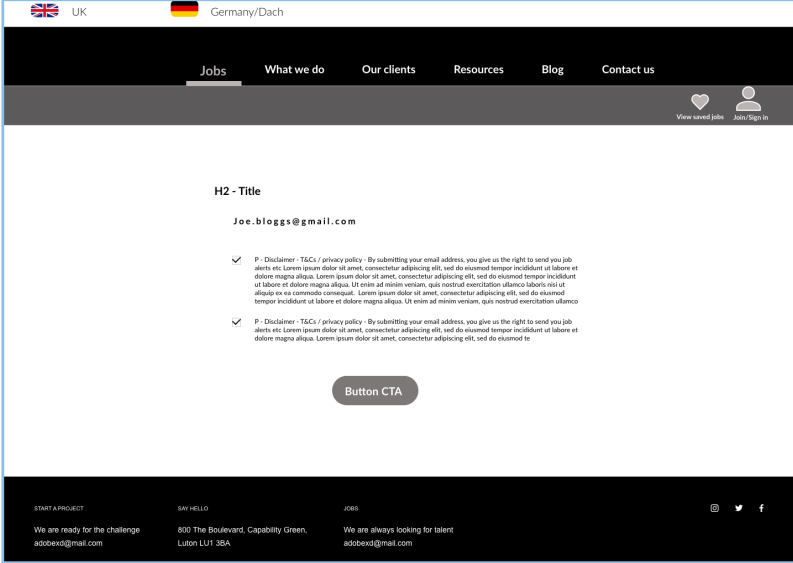 UK
Germany/Dach
Jobs What we do Our clients Resources Blog Contact us
View saved jobs Join/Sign in
H2 - Title
Joe.bloggs@gmail.com
P - Disclaimer - T&Cs / privacy policy - By submitting your email address, you give us the right to send you job
alerts etc Lorem ipsum dolor sit amet, consectetur adipiscing elit, sed do eiusmod tempor incididunt ut labore et
dolore magna aliqua. Lorem ipsum dolor sit amet, consectetur adipiscing elit, sed do eiusmod tempor incididunt
ut labore et dolore magna aliqua. Ut enim ad minim veniam, quis nostrud exercitation ullamco laboris nisi ut
aliquip ex ea commodo consequat. Lorem ipsum dolor sit amet, consectetur adipiscing elit, sed do eiusmod
tempor incididunt ut labore et dolore magna aliqua. Ut enim ad minim veniam, quis nostrud exercitation ullamco
P - Disclaimer - T&Cs / privacy policy - By submitting your email address, you give us the right to send you job
alerts etc Lorem ipsum dolor sit amet, consectetur adipiscing elit, sed do eiusmod tempor incididunt ut labore et
dolore magna aliqua. Lorem ipsum dolor sit amet, consectetur adipiscing elit, sed do eiusmod te
Button CTA
START A PROJECT
We are ready for the challenge
adobexd@mail.com
SAY HELLO
800 The Boulevard, Capability Green,
Luton LU1 3BA
JOBS
We are always looking for talent
adobexd@mail.com